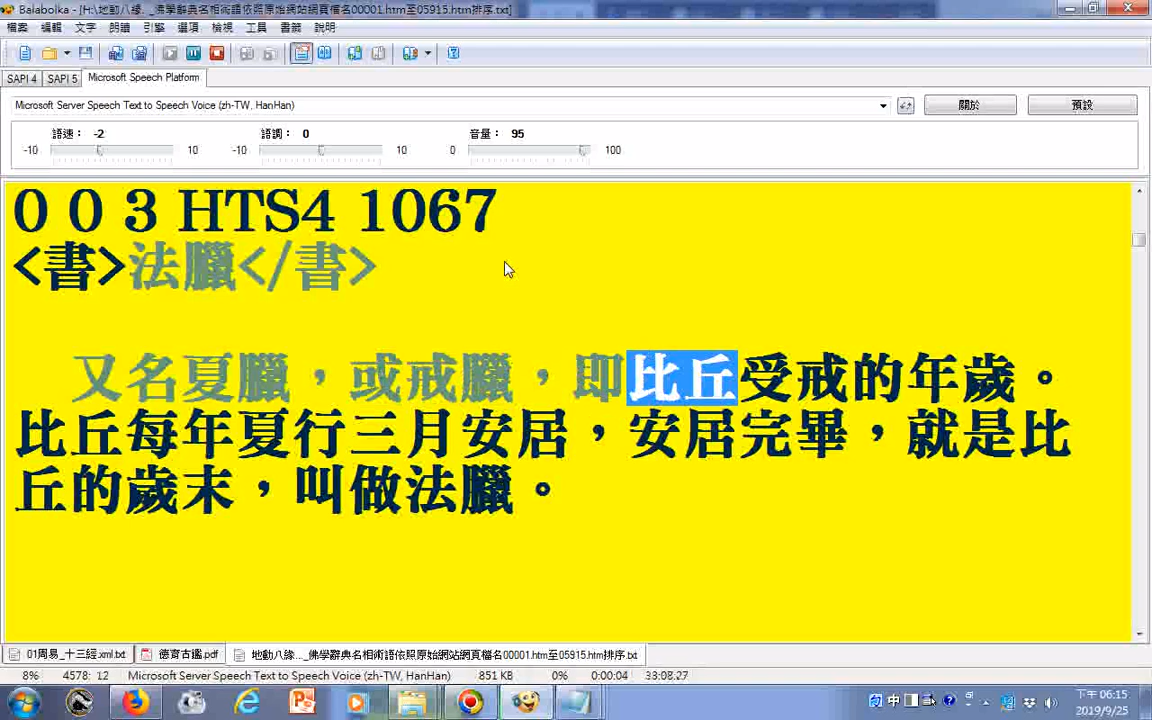 Balabolka - [H:\地動八緣._佛學辭典名相術語依照原始網站網頁檔名00001.htm至05915.htm排序.txt]
檔案 編輯 文字 朗讀 引擎 選項 檢視 工具 書籤 說明
SAPI 4 SAPI 5 Microsoft Speech Platform
Microsoft Server Speech Text to Speech Voice (zh-TW, HanHan) 關於 預設
語速： -2 語調： 0 音量： 95
-10 10 -10 10 0 100
0 0 3 HTS4 1067
<書>法臘</書>
又名夏臘，或戒臘，即比丘受戒的年歲。
比丘每年夏行三月安居，安居完畢，就是比
丘的歲末，叫做法臘。
01周易_十三經.xml.txt 德育古鑑.pdf 地動八緣..._佛學辭典名相術語依照原始網站網頁檔名00001.htm至05915.htm排序.txt
8% 4578: 12 Microsoft Server Speech Text to Speech Voice (zh-TW, HanHan) 851 KB 0% 0:00:04 33:08:27
中 下午 06:15
2019/9/25